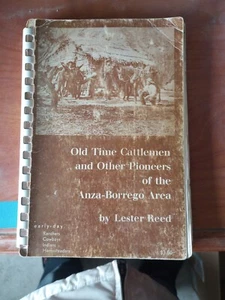 Old Time Cattlemen
and Other Pioneers
of the
Anza-Borrego Area
by Lester Reed
early-day
Ranchers
Cowboys
Indians
Homesteaders